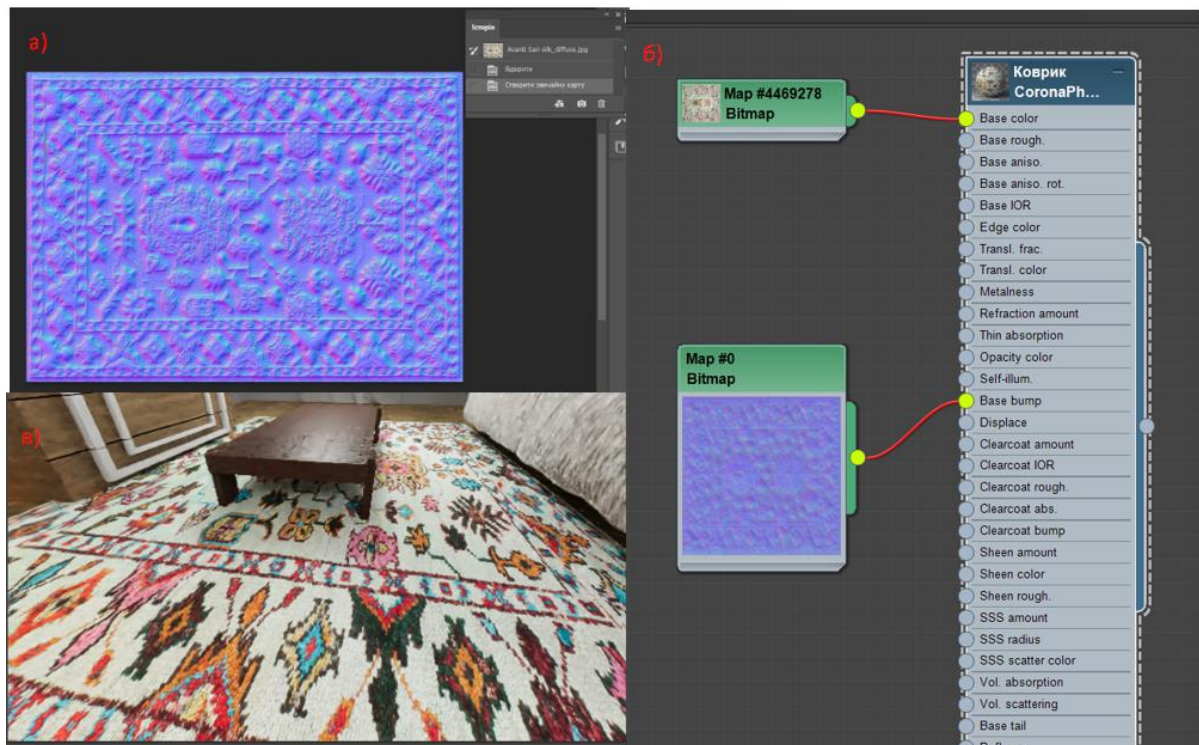 а)
Історія
Avanti Sari silk_diffuse.jpg
Відкрити
Створити звичайну карту
б)
Map #4469278
Bitmap
Коврик
CoronaPh...
Base color
Base rough.
Base aniso.
Base aniso. rot.
Base IOR
Edge color
Transl. frac.
Transl. color
Metalness
Refraction amount
Thin absorption
Opacity color
Self-illum.
Map #0
Bitmap
Base bump
Displace
Clearcoat amount
Clearcoat IOR
Clearcoat rough.
Clearcoat abs.
Clearcoat bump
Sheen amount
Sheen color
Sheen rough.
SSS amount
SSS radius
SSS scatter color
Vol. absorption
Vol. scattering
Base tail
в)